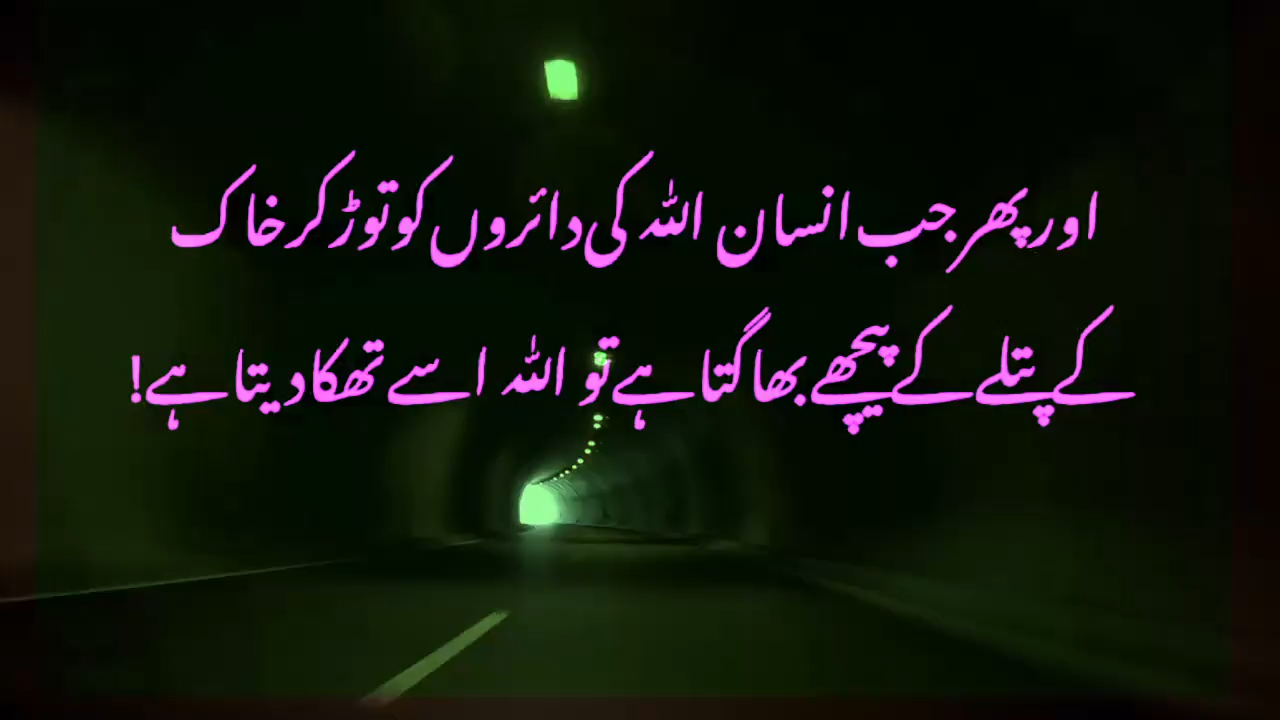 اور پھر جب انسان اللہ کی دائروں کو توڑ کر خاک
کے پتلے کے پیچھے بھاگتا ہے تو اللہ اسے تھکا دیتا ہے!